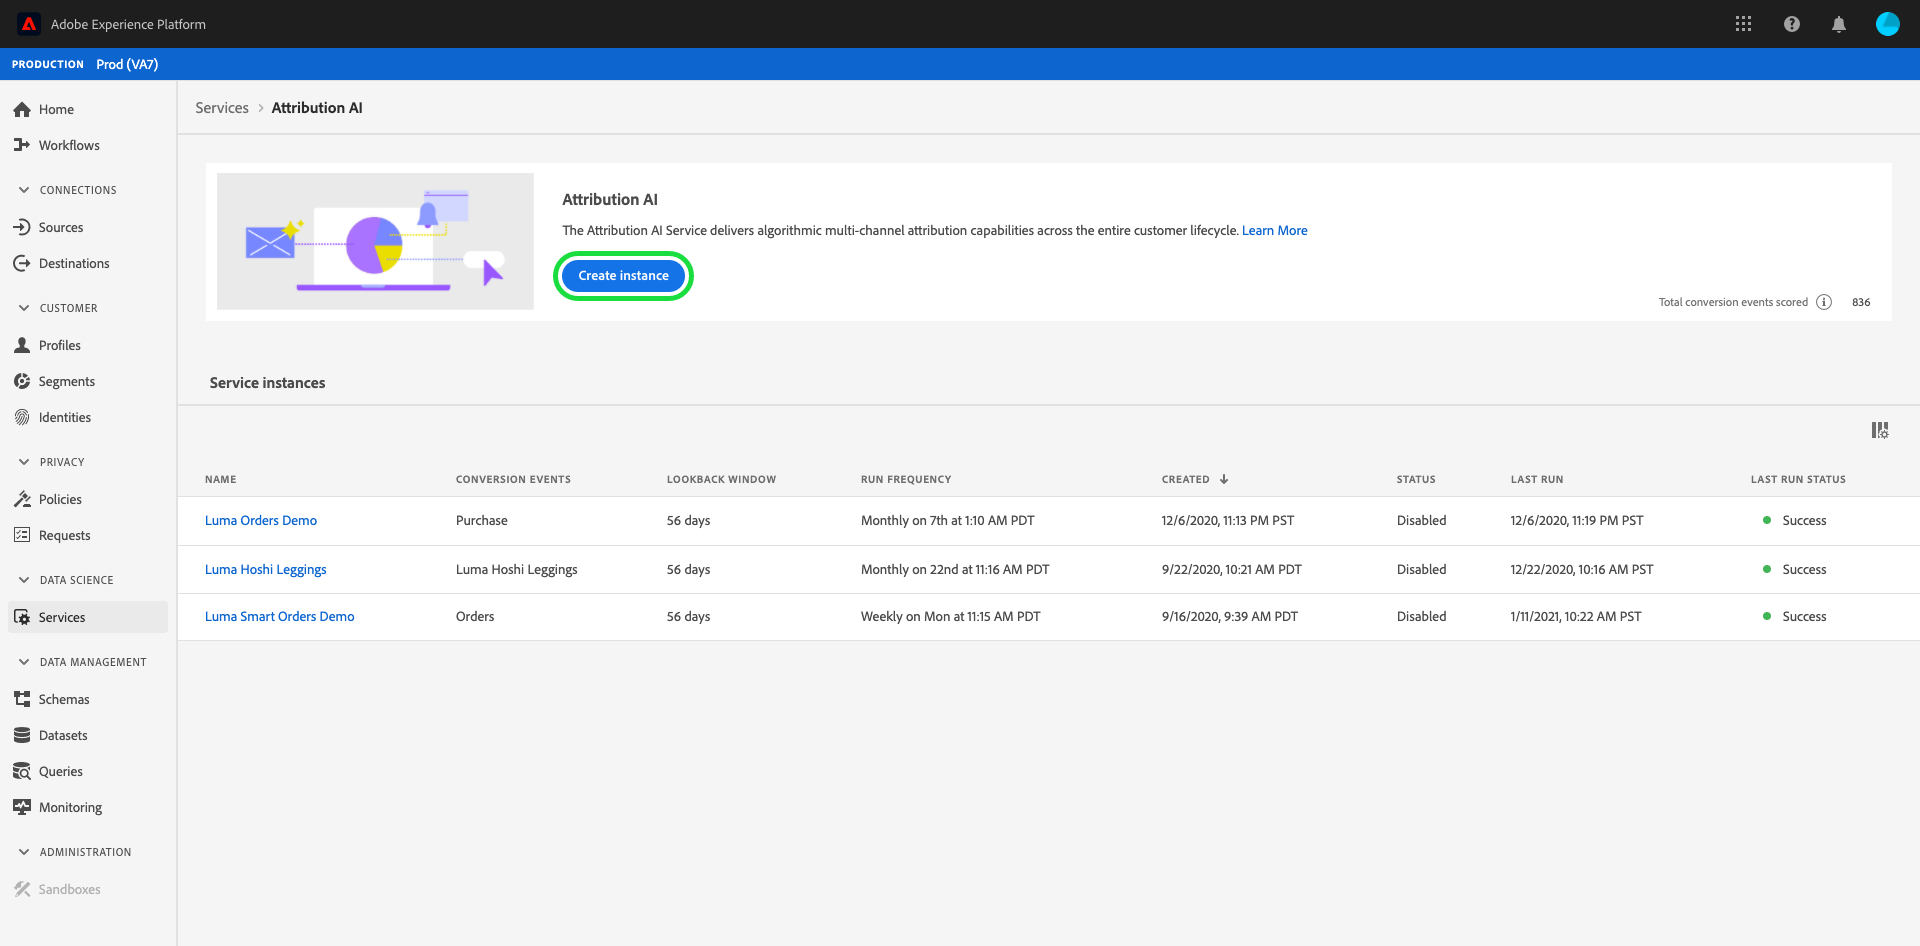 Adobe Experience Platform
PRODUCTION Prod (VA7)
Home
Workflows
CONNECTIONS
Sources
Destinations
CUSTOMER
Profiles
Segments
Identities
PRIVACY
Policies
Requests
DATA SCIENCE
Services
DATA MANAGEMENT
Schemas
Datasets
Queries
Monitoring
ADMINISTRATION
Sandboxes
Services > Attribution AI
Attribution AI
The Attribution AI Service delivers algorithmic multi-channel attribution capabilities across the entire customer lifecycle. Learn More
Create instance
Total conversion events scored 836
Service instances
NAME CONVERSION EVENTS LOOKBACK WINDOW RUN FREQUENCY CREATED ↓ STATUS LAST RUN LAST RUN STATUS
Luma Orders Demo Purchase 56 days Monthly on 7th at 1:10 AM PDT 12/6/2020, 11:13 PM PST Disabled 12/6/2020, 11:19 PM PST Success
Luma Hoshi Leggings Luma Hoshi Leggings 56 days Monthly on 22nd at 11:16 AM PDT 9/22/2020, 10:21 AM PDT Disabled 12/22/2020, 10:16 AM PST Success
Luma Smart Orders Demo Orders 56 days Weekly on Mon at 11:15 AM PDT 9/16/2020, 9:39 AM PDT Disabled 1/11/2021, 10:22 AM PST Success